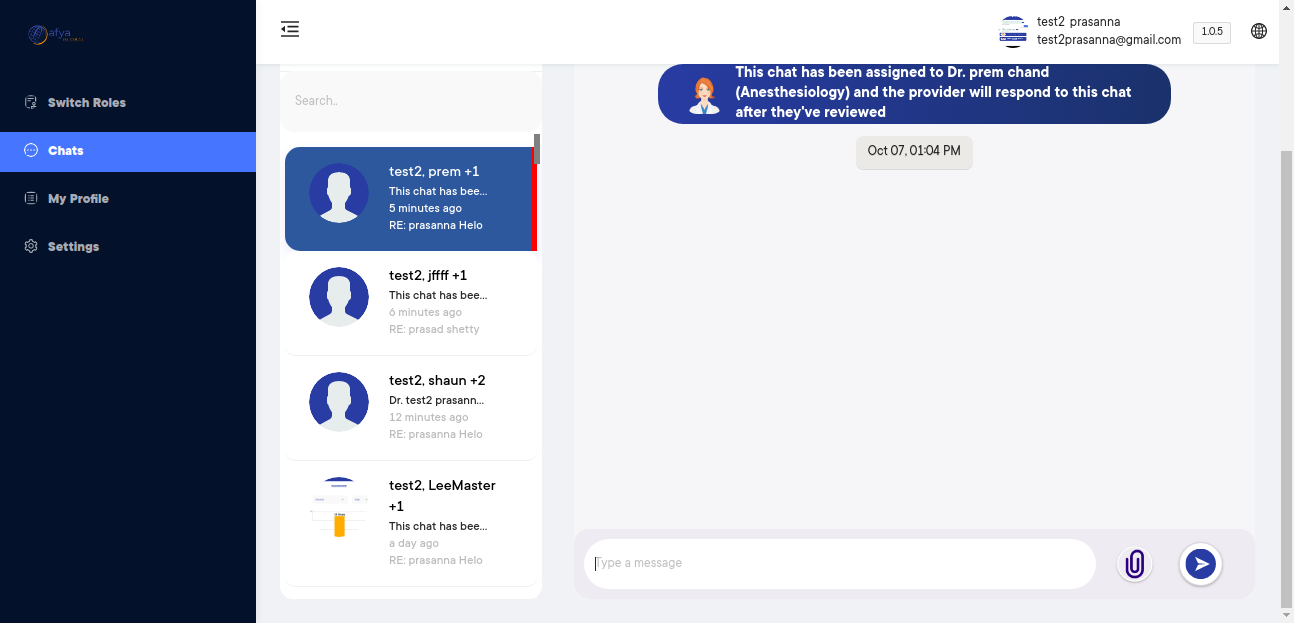 afya
Switch Roles
Chats
My Profile
Settings
test2 prasanna
test2prasanna@gmail.com
1.0.5
Search..
test2, prem +1
This chat has bee...
5 minutes ago
RE: prasanna Helo
test2, jffff +1
This chat has bee...
6 minutes ago
RE: prasad shetty
test2, shaun +2
Dr. test2 prasann...
12 minutes ago
RE: prasanna Helo
test2, LeeMaster
+1
This chat has bee...
a day ago
RE: prasanna Helo
This chat has been assigned to Dr. prem chand
(Anesthesiology) and the provider will respond to this chat
after they've reviewed
Oct 07, 01:04 PM
Type a message